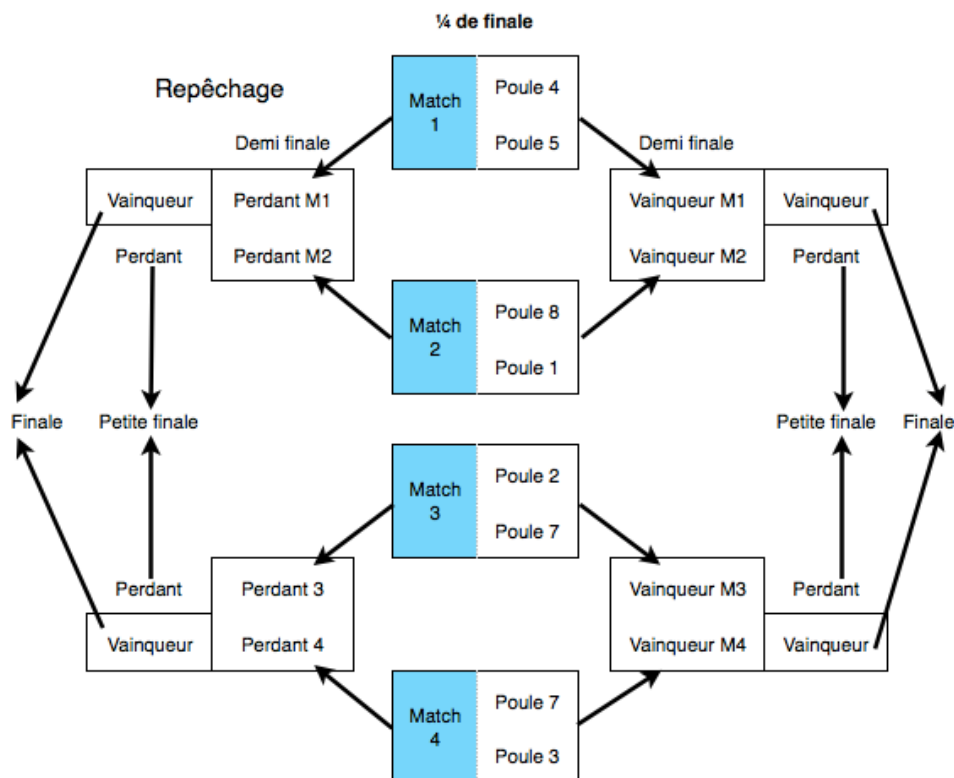 ¼ de finale
Repêchage
Match
1
Poule 4
Poule 5
Demi finale
Demi finale
Vainqueur
Perdant M1
Vainqueur M1
Vainqueur
Perdant
Perdant M2
Vainqueur M2
Perdant
Match
2
Poule 8
Poule 1
Finale
Petite finale
Petite finale
Finale
Match
3
Poule 2
Poule 7
Perdant
Perdant 3
Vainqueur M3
Perdant
Vainqueur
Perdant 4
Vainqueur M4
Vainqueur
Match
4
Poule 7
Poule 3